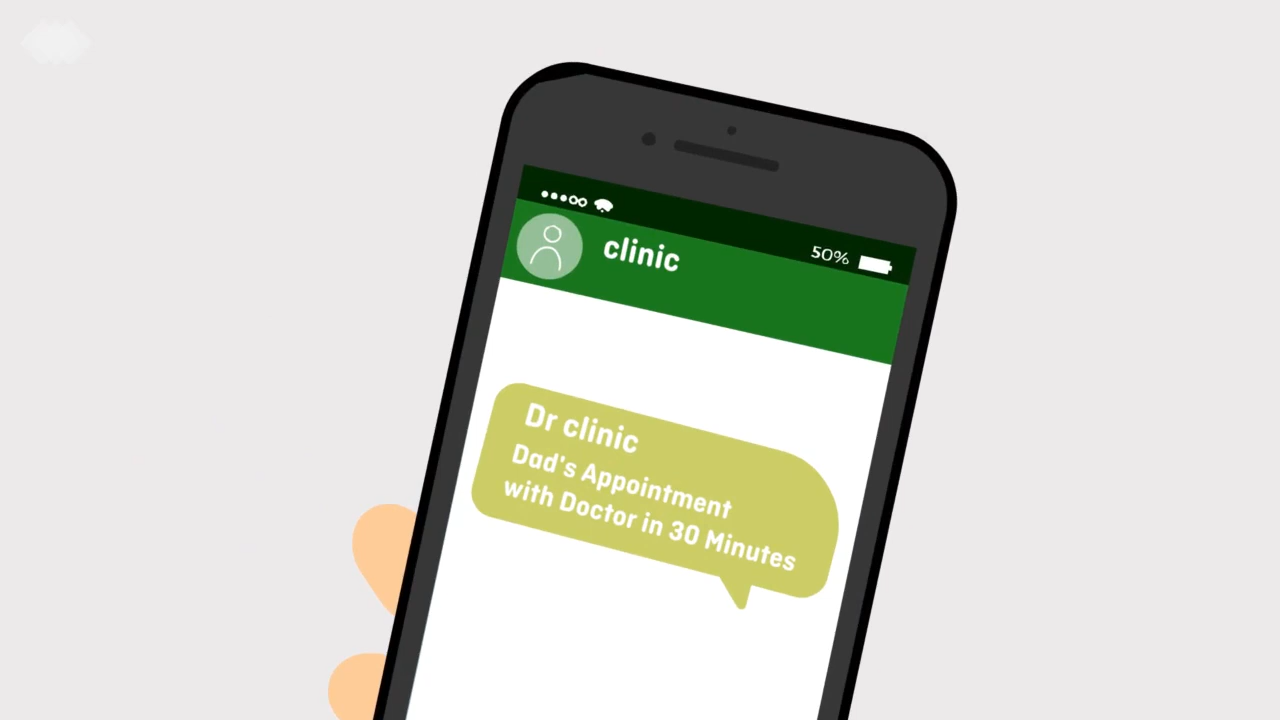 50%
clinic
Dr clinic
Dad's Appointment
with Doctor in 30 Minutes